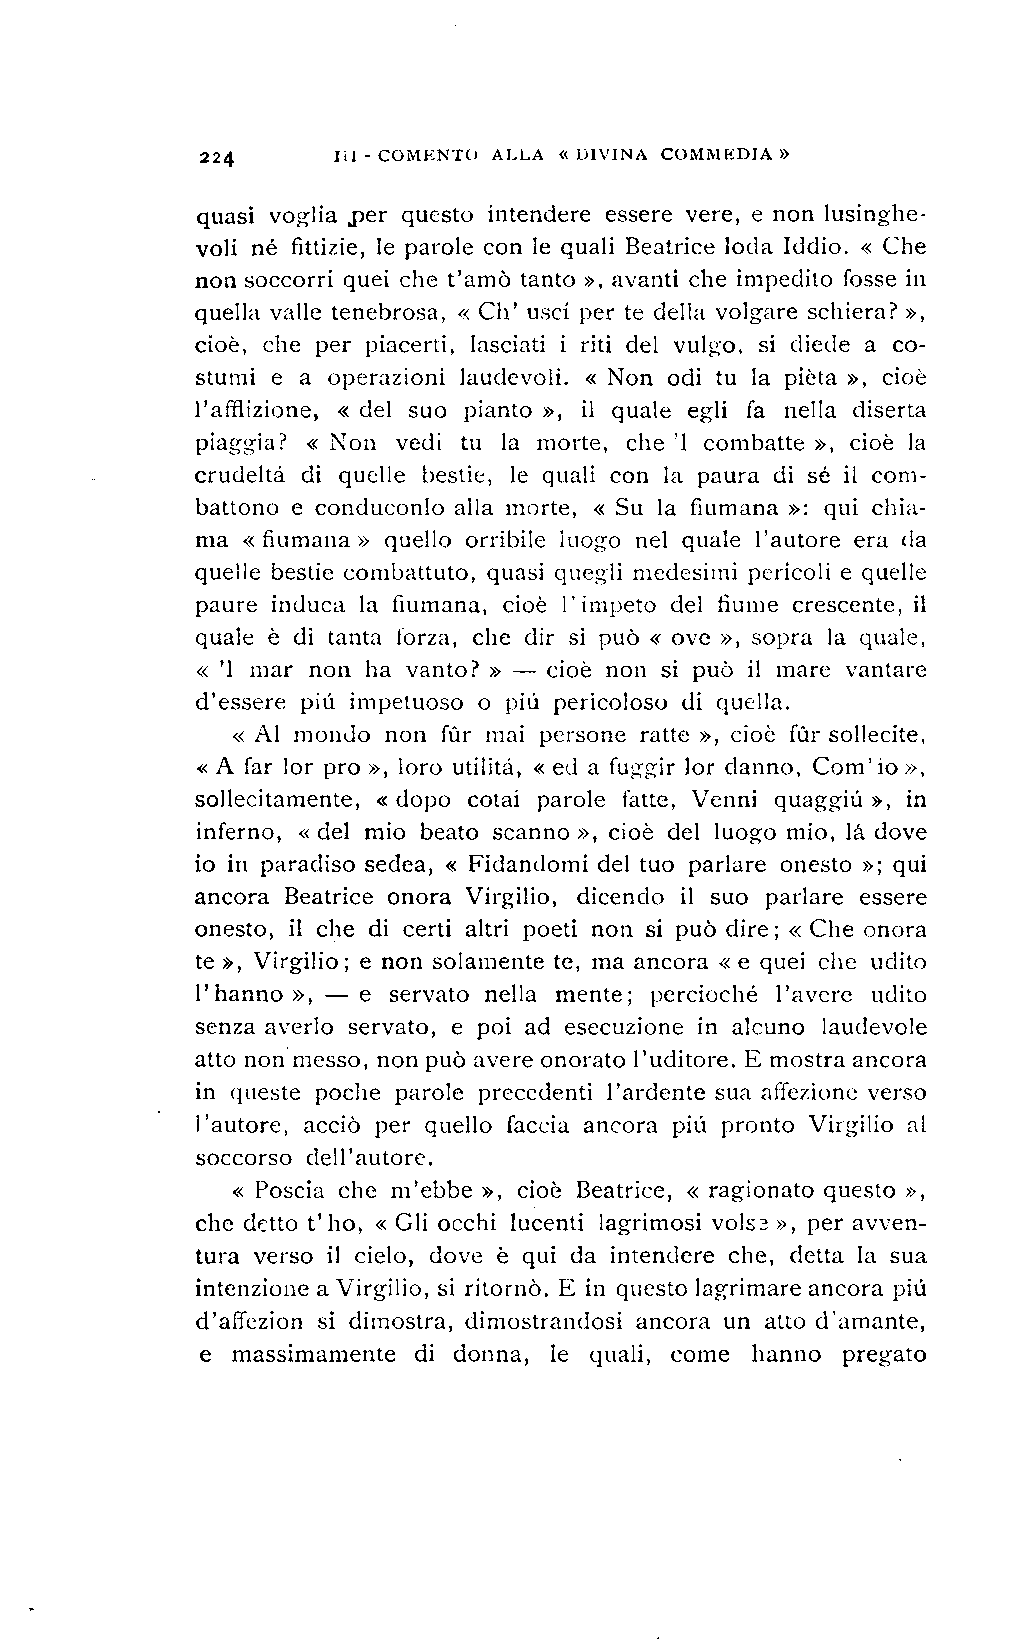 224 III - COMENTO ALLA « DIVINA COMMEDIA »
quasi voglia per questo intendere essere vere, e non lusinghe-
voli né fittizie, le parole con le quali Beatrice loda Iddio. « Che
non soccorri quei che t'amò tanto », avanti che impedito fosse in
quella valle tenebrosa, « Ch' uscí per te della volgare schiera? »,
cioè, che per piacerti, lasciati i riti del vulgo, si diede a co-
stumi e a operazioni laudevoli. « Non odi tu la pièta », cioè
l'afflizione, « del suo pianto », il quale egli fa nella diserta
piaggia? « Non vedi tu la morte, che 'l combatte », cioè la
crudeltá di quelle bestie, le quali con la paura di sé il com-
battono e conduconlo alla morte, « Su la fiumana »: qui chia-
ma « fiumana » quello orribile luogo nel quale l'autore era da
quelle bestie combattuto, quasi quegli medesimi pericoli e quelle
paure induca la fiumana, cioè l'impeto del fiume crescente, il
quale è di tanta forza, che dir si può « ove », sopra la quale,
« 'l mar non ha vanto? » — cioè non si può il mare vantare
d'essere piú impetuoso o piú pericoloso di quella.
« Al mondo non fûr mai persone ratte », cioè fûr sollecite,
« A far lor pro », loro utilitá, « ed a fuggir lor danno, Com' io »,
sollecitamente, « dopo cotai parole fatte, Venni quaggiú », in
inferno, « del mio beato scanno », cioè del luogo mio, lá dove
io in paradiso sedea, « Fidandomi del tuo parlare onesto »; qui
ancora Beatrice onora Virgilio, dicendo il suo parlare essere
onesto, il che di certi altri poeti non si può dire; « Che onora
te », Virgilio; e non solamente te, ma ancora « e quei che udito
l'hanno », — e servato nella mente; percioché l'avere udito
senza averlo servato, e poi ad esecuzione in alcuno laudevole
atto non messo, non può avere onorato l'uditore. E mostra ancora
in queste poche parole precedenti l'ardente sua affezione verso
l'autore, acciò per quello faccia ancora piú pronto Virgilio al
soccorso dell'autore.
« Poscia che m'ebbe », cioè Beatrice, « ragionato questo »,
che detto t'ho, « Gli occhi lucenti lagrimosi volse », per avven-
tura verso il cielo, dove è qui da intendere che, detta la sua
intenzione a Virgilio, si ritornò. E in questo lagrimare ancora piú
d'affezion si dimostra, dimostrandosi ancora un atto d'amante,
e massimamente di donna, le quali, come hanno pregato